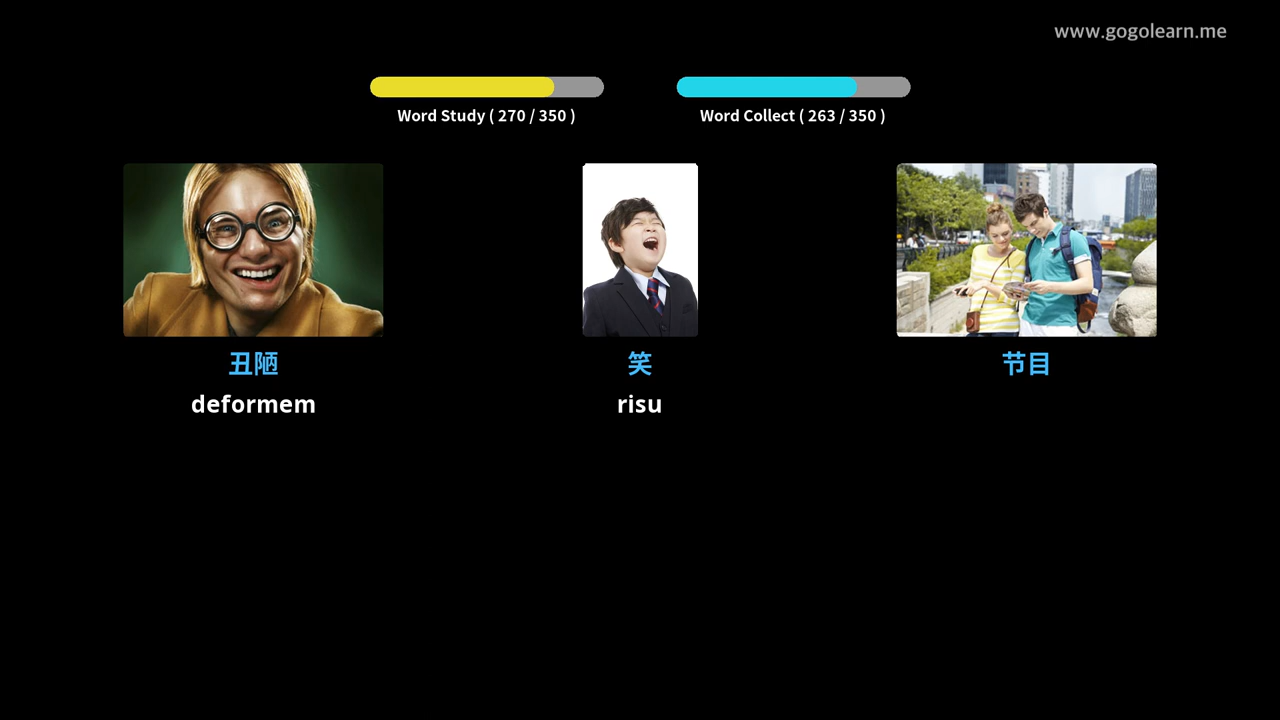 www.gogolearn.me
Word Study ( 270 / 350 )
Word Collect ( 263 / 350 )
丑陋
笑
节目
deformem
risu